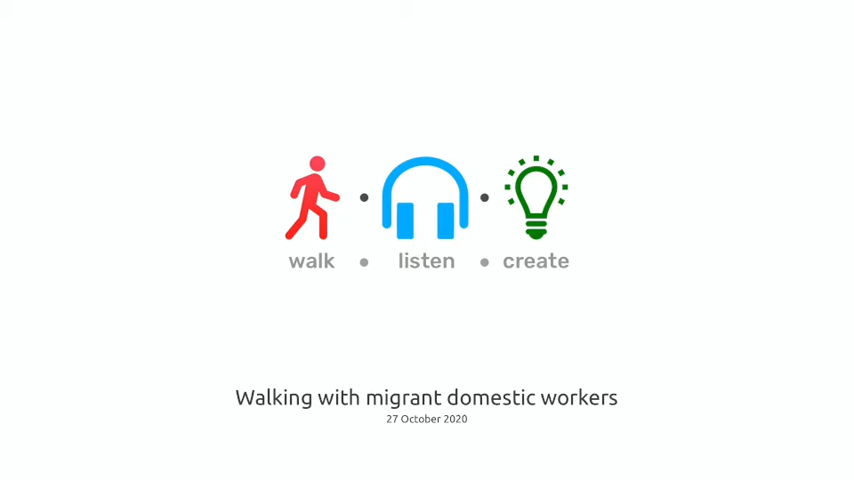 walk • listen • create
Walking with migrant domestic workers
27 October 2020